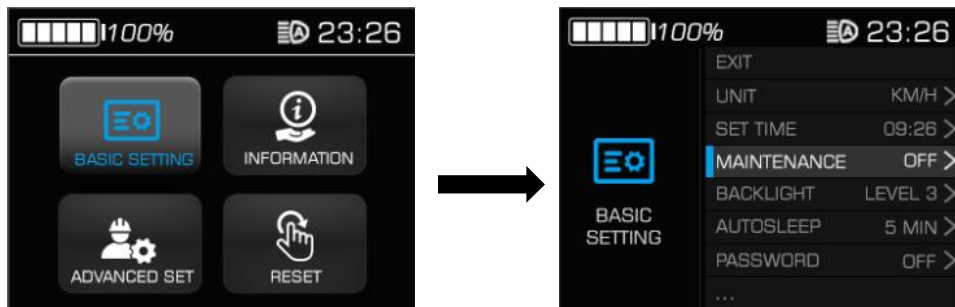 100% A 23:26
BASIC SETTING INFORMATION
ADVANCED SET RESET
100% A 23:26
EXIT
UNIT KM/H >
SET TIME 09:26 >
MAINTENANCE OFF >
BACKLIGHT LEVEL 3 >
AUTOSLEEP 5 MIN >
PASSWORD OFF >
...
BASIC
SETTING